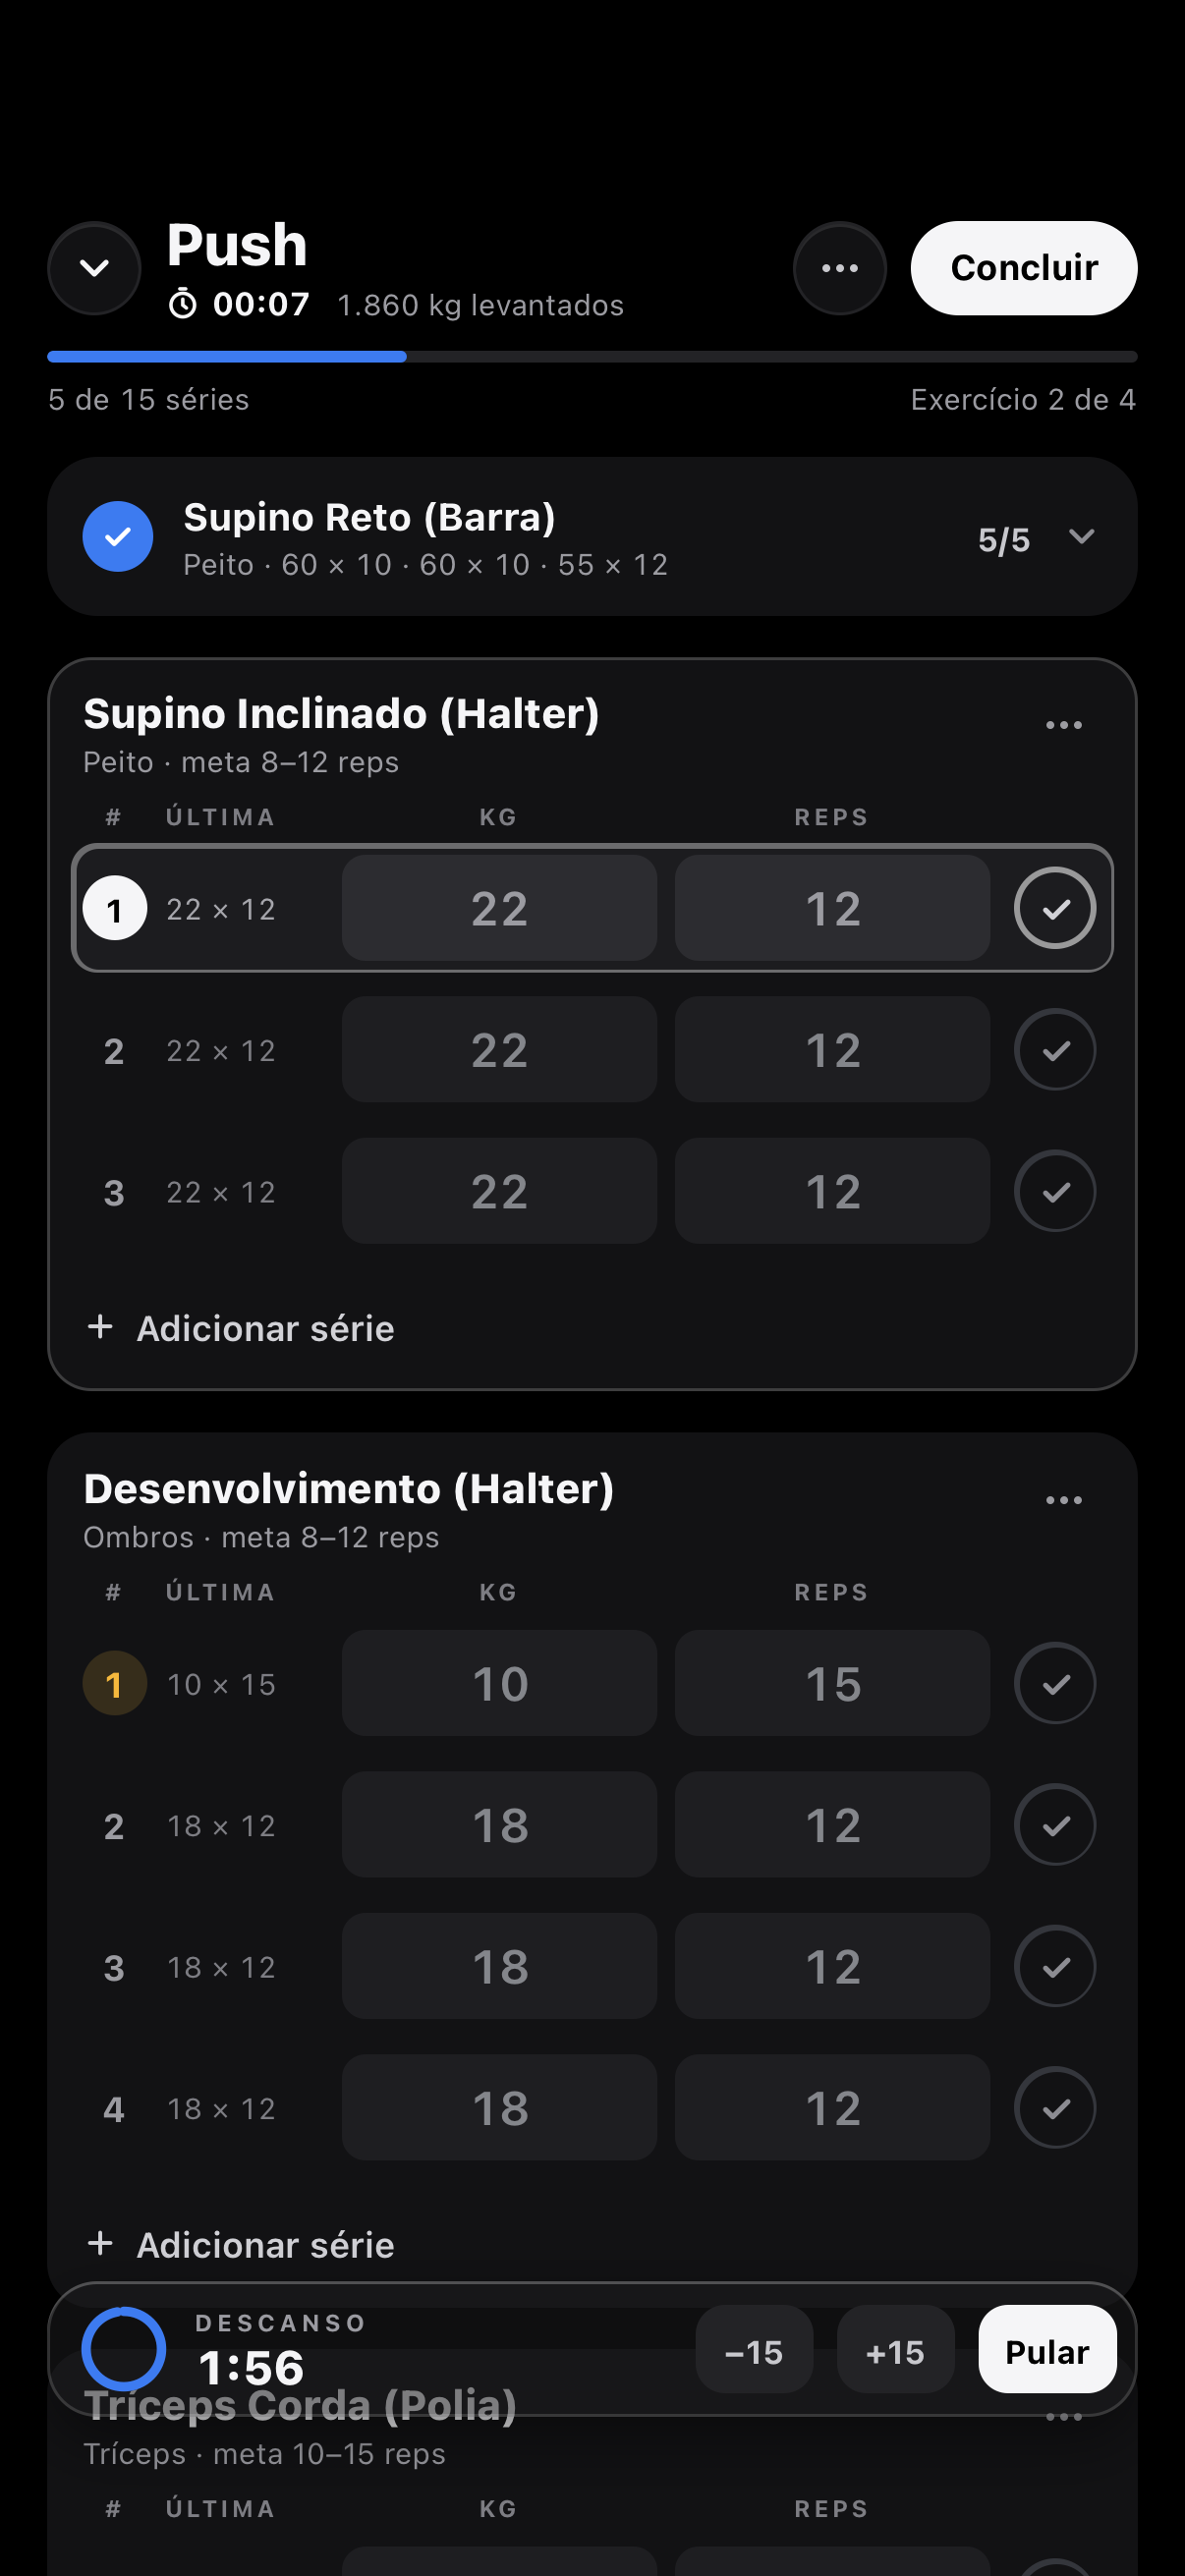 Push
Concluir
00:07 1.860 kg levantados
5 de 15 séries Exercício 2 de 4
Supino Reto (Barra)
5/5
Peito · 60 × 10 · 60 × 10 · 55 × 12
Supino Inclinado (Halter)
Peito · meta 8–12 reps
# ÚLTIMA KG REPS
1 22 × 12 22 12
2 22 × 12 22 12
3 22 × 12 22 12
+ Adicionar série
Desenvolvimento (Halter)
Ombros · meta 8–12 reps
# ÚLTIMA KG REPS
1 10 × 15 10 15
2 18 × 12 18 12
3 18 × 12 18 12
4 18 × 12 18 12
+ Adicionar série
DESCANSO
1:56 −15 +15 Pular
Tríceps Corda (Polia)
Tríceps · meta 10–15 reps
# ÚLTIMA KG REPS